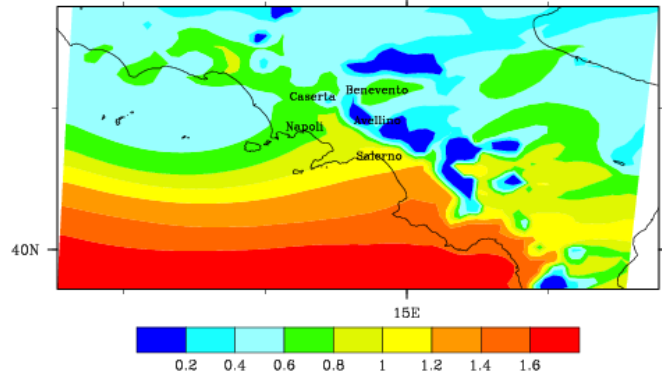 Benevento
Caserta
Avellino
Napoli
Salerno
40N
15E
0.2 0.4 0.6 0.8 1 1.2 1.4 1.6